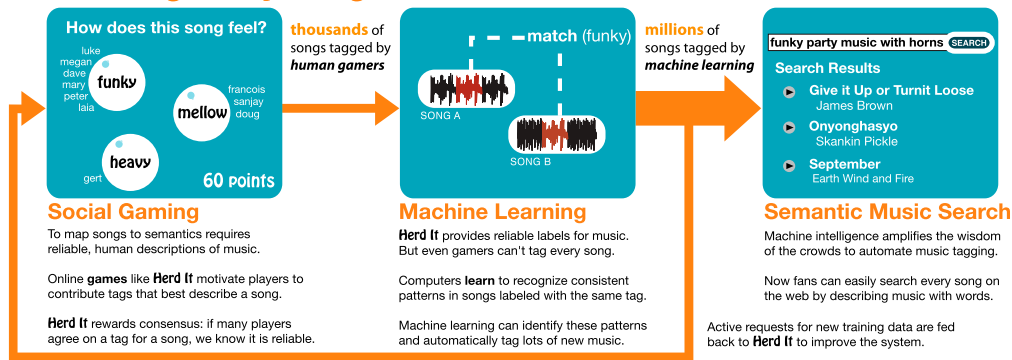 How does this song feel?
luke
megan
dave
mary
peter
laia
funky
francois
sanjay
doug
mellow
heavy
gert
60 points
thousands of
songs tagged by
human gamers
match (funky)
SONG A
SONG B
millions of
songs tagged by
machine learning
funky party music with horns SEARCH
Search Results
Give it Up or Turnit Loose
James Brown
Onyonghasyo
Skankin Pickle
September
Earth Wind and Fire
Social Gaming
To map songs to semantics requires
reliable, human descriptions of music.
Online games like Herd It motivate players to
contribute tags that best describe a song.
Herd It rewards consensus: if many players
agree on a tag for a song, we know it is reliable.
Machine Learning
Herd It provides reliable labels for music.
But even gamers can't tag every song.
Computers learn to recognize consistent
patterns in songs labeled with the same tag.
Machine learning can identify these patterns
and automatically tag lots of new music.
Semantic Music Search
Machine intelligence amplifies the wisdom
of the crowds to automate music tagging.
Now fans can easily search every song on
the web by describing music with words.
Active requests for new training data are fed
back to Herd It to improve the system.